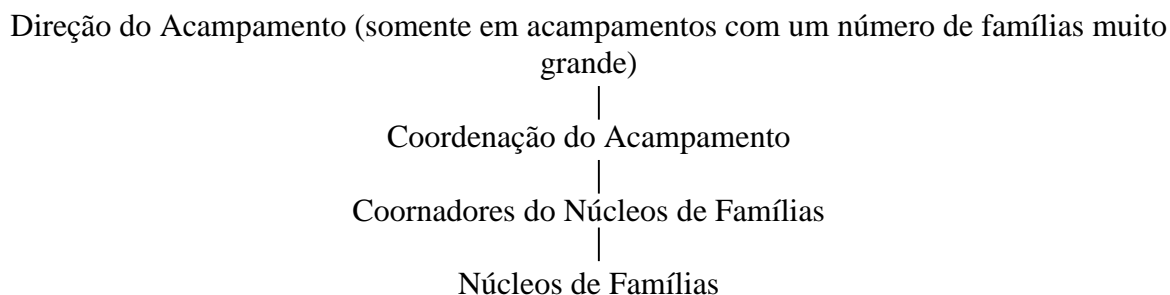 Direção do Acampamento (somente em acampamentos com um número de famílias muito
grande)
Coordenação do Acampamento
Coornadores do Núcleos de Famílias
Núcleos de Famílias